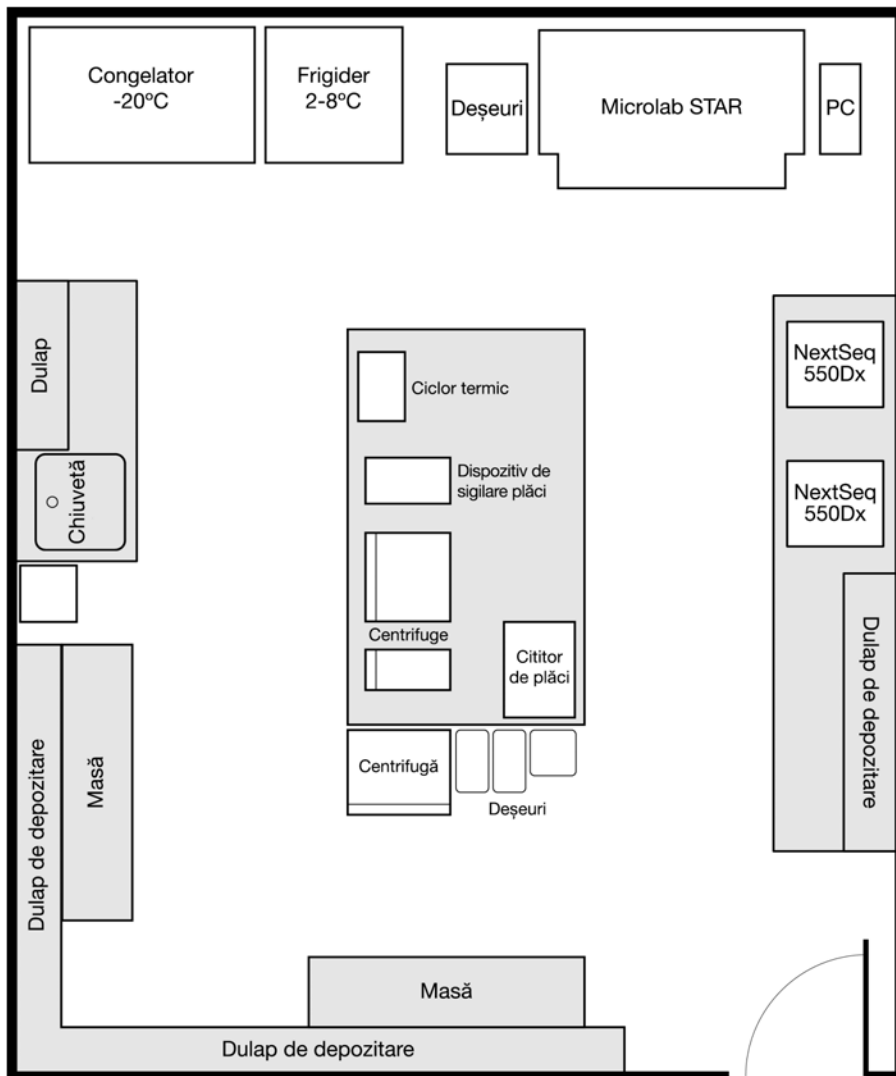 Congelator
-20ºC
Frigider
2-8ºC
Deșeuri
Microlab STAR
PC
Dulap
Chiuvetă
Ciclor termic
Dispozitiv de
sigilare plăci
Centrifuge
Cititor
de plăci
NextSeq
550Dx
NextSeq
550Dx
Dulap de depozitare
Centrifugă
Deșeuri
Dulap de depozitare
Masă
Masă
Dulap de depozitare